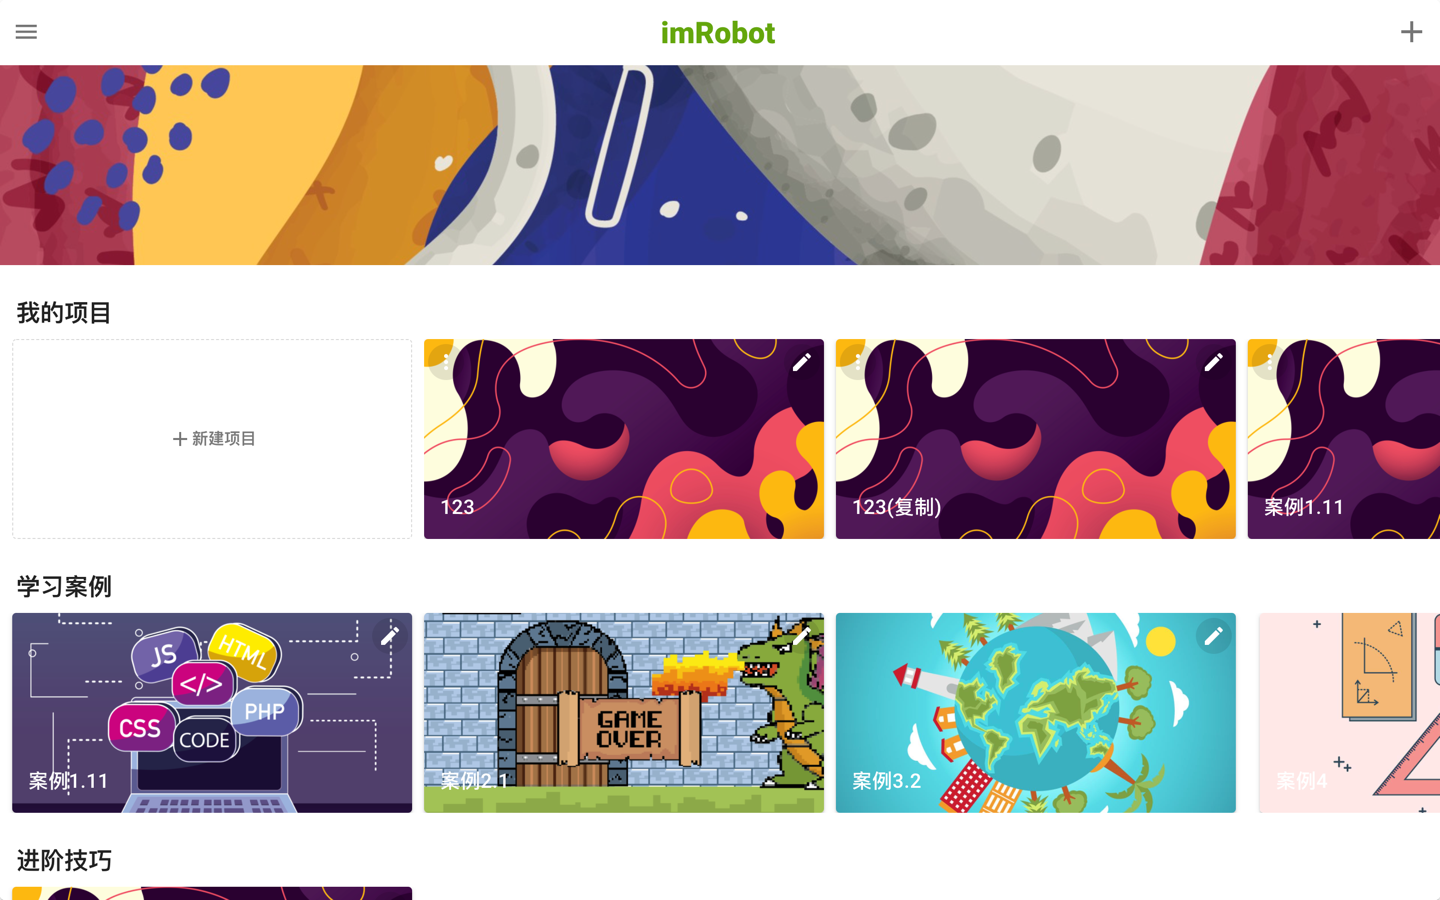 imRobot
我的项目
新建项目
123
123(复制)
案例1.11
学习案例
JS
HTML
</>
CSS
PHP
CODE
案例1.11
GAME
OVER
案例2.1
案例3.2
案例4
进阶技巧